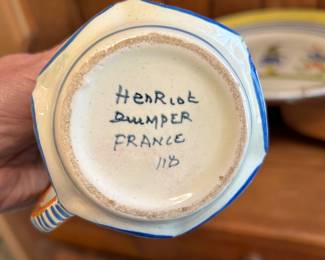 HenRiot
Quimper
FRANCE
118